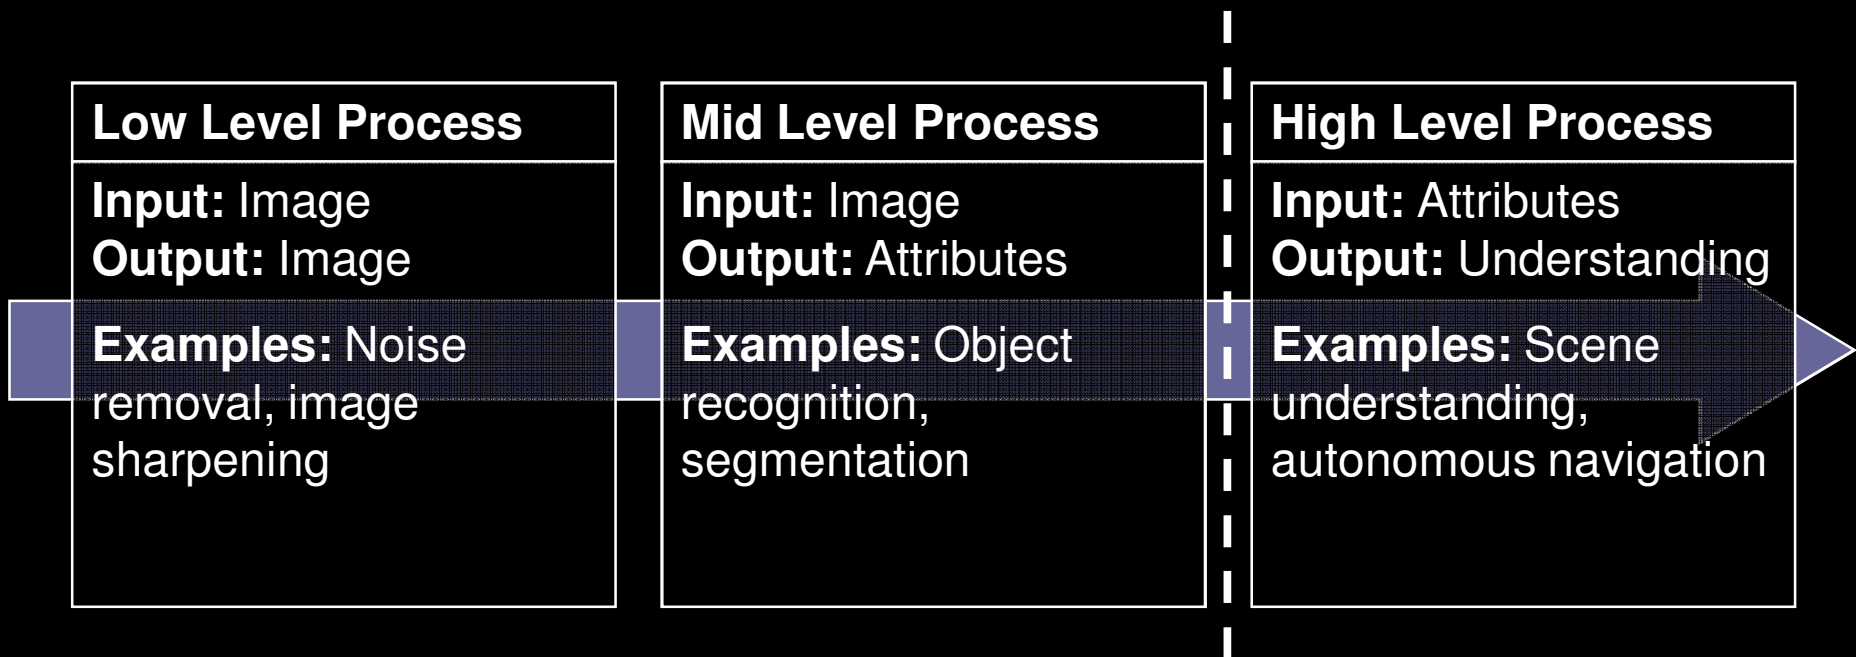 Low Level Process
Input: Image
Output: Image
Examples: Noise
removal, image
sharpening
Mid Level Process
Input: Image
Output: Attributes
Examples: Object
recognition,
segmentation
High Level Process
Input: Attributes
Output: Understanding
Examples: Scene
understanding,
autonomous navigation